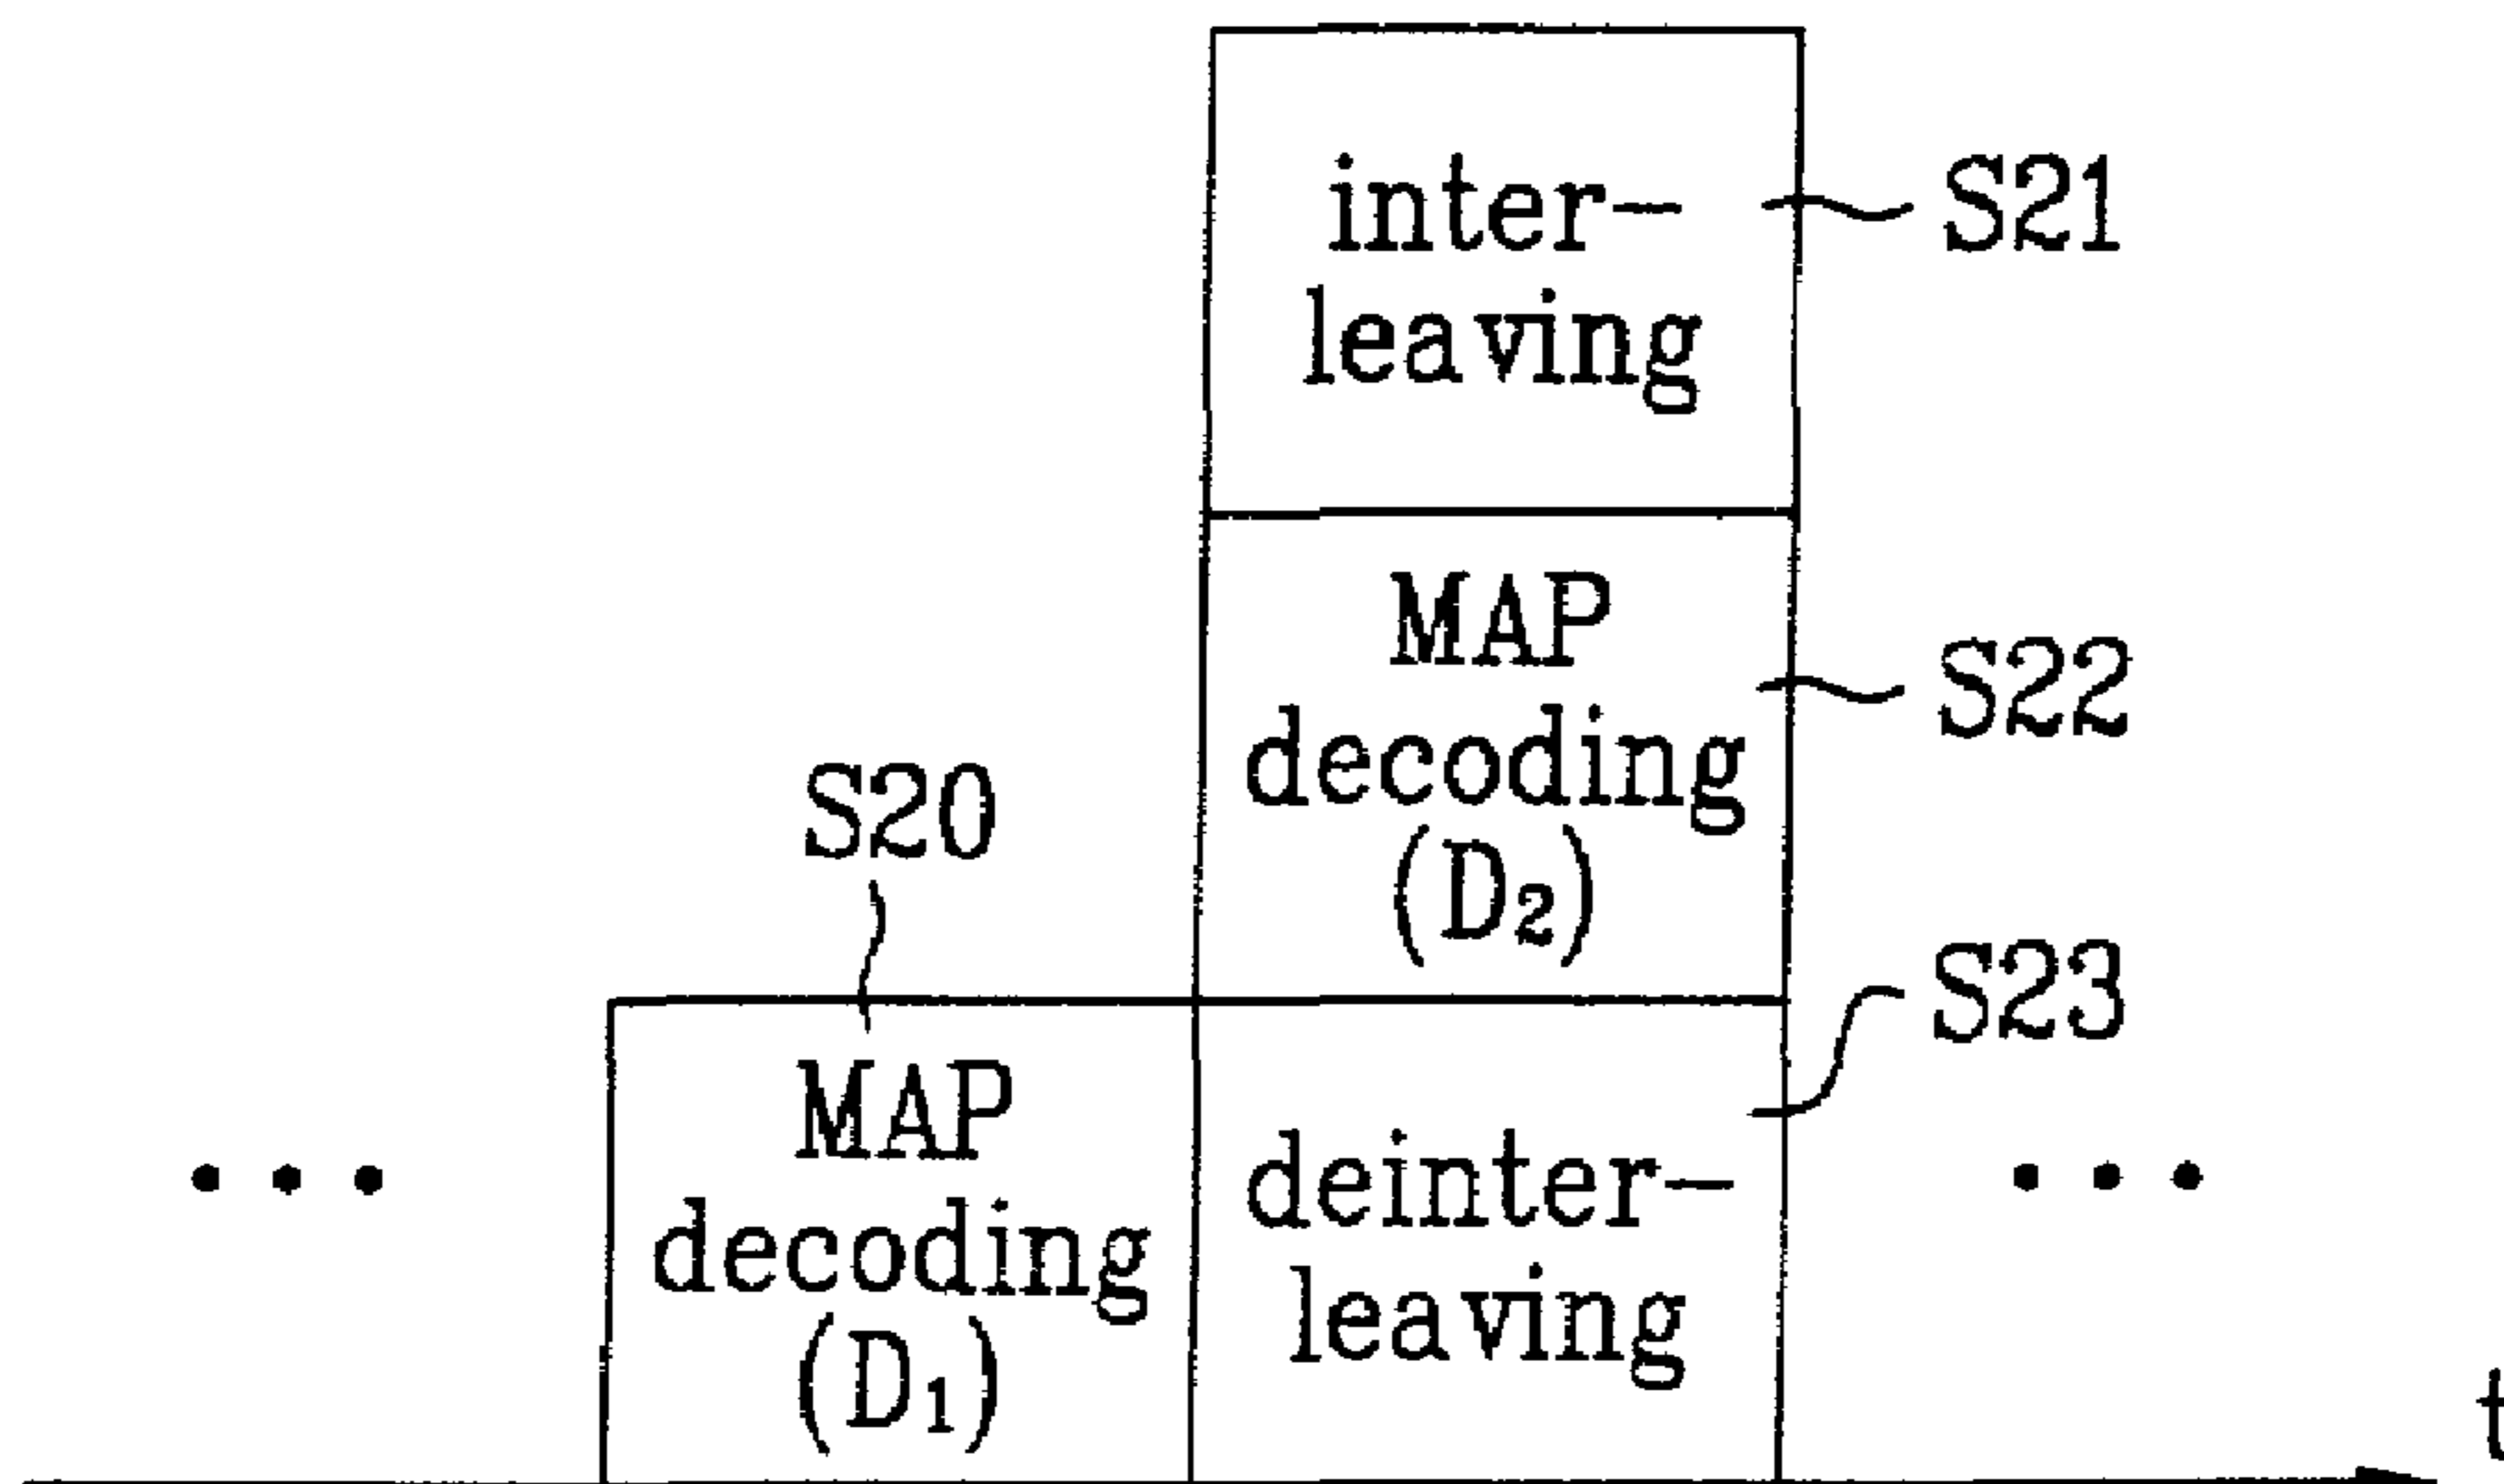 inter-
leaving
S21
MAP
decoding
(D2)
S22
S20
S23
MAP
decoding
(D1)
deinter-
leaving
t